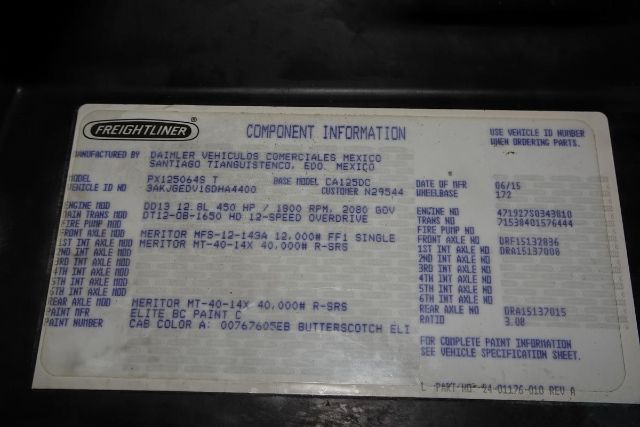 FREIGHTLINER
COMPONENT INFORMATION
USE VEHICLE ID NUMBER
WHEN ORDERING PARTS.
MANUFACTURED BY DAIMLER VEHICULOS COMERCIALES MEXICO
SANTIAGO TIANGUISTENCO, EDO. MEXICO
MODEL PX125064S T BASE MODEL CA125DC
VEHICLE ID NO 3AKJGEDV1GDHA4400 CUSTOMER N29544
DATE OF MFR 06/15
WHEELBASE 172
ENGINE MOD DD13 12.8L 450 HP / 1800 RPM, 2080 GOV
MAIN TRANS MOD DT12-OB-1650 HD 12-SPEED OVERDRIVE
FIRE PUMP MOD
FRONT AXLE MOD MERITOR MFS-12-143A 12,000# FF1 SINGLE
1ST INT AXLE MOD MERITOR MT-40-14X 40,000# R-SRS
2ND INT AXLE MOD
3RD INT AXLE MOD
4TH INT AXLE MOD
5TH INT AXLE MOD
6TH INT AXLE MOD
REAR AXLE MOD MERITOR MT-40-14X 40,000# R-SRS
PAINT MFR ELITE BC PAINT C
PAINT NUMBER CAB COLOR A: 00767605EB BUTTERSCOTCH ELI
ENGINE NO 471927S0343810
TRANS NO 71538401576444
FIRE PUMP NO
FRONT AXLE NO DRF15132836
1ST INT AXLE NO DRA15137008
2ND INT AXLE NO
3RD INT AXLE NO
4TH INT AXLE NO
5TH INT AXLE NO
6TH INT AXLE NO
REAR AXLE NO DRA15137015
RATIO 3.08
FOR COMPLETE PAINT INFORMATION
SEE VEHICLE SPECIFICATION SHEET.
PART NO 24-01176-010 REV A